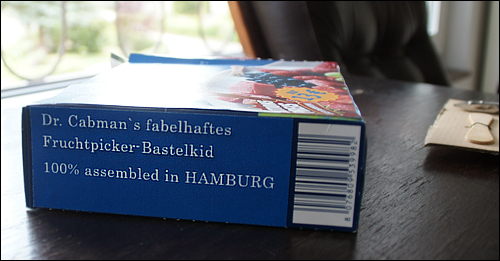 Dr. Cabman`s fabelhaftes
Fruchtpicker-Bastelkid
100% assembled in HAMBURG